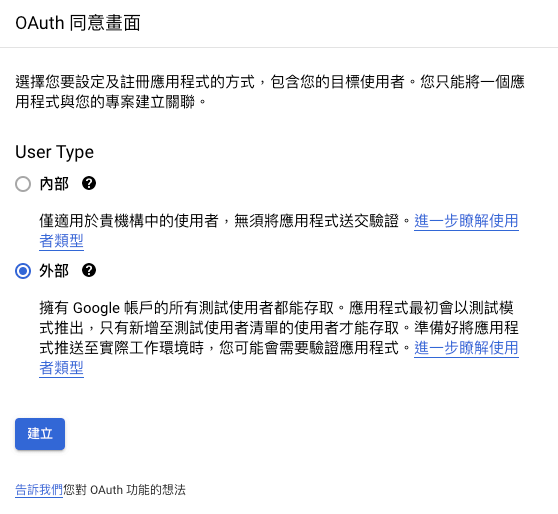 OAuth 同意畫面
選擇您要設定及註冊應用程式的方式，包含您的目標使用者。您只能將一個應
用程式與您的專案建立關聯。
User Type
內部 ?
僅適用於貴機構中的使用者，無須將應用程式送交驗證。進一步瞭解使用
者類型
外部 ?
擁有 Google 帳戶的所有測試使用者都能存取。應用程式最初會以測試模
式推出，只有新增至測試使用者清單的使用者才能存取。準備好將應用程
式推送至實際工作環境時，您可能會需要驗證應用程式。進一步瞭解使用
者類型
建立
告訴我們您對 OAuth 功能的想法